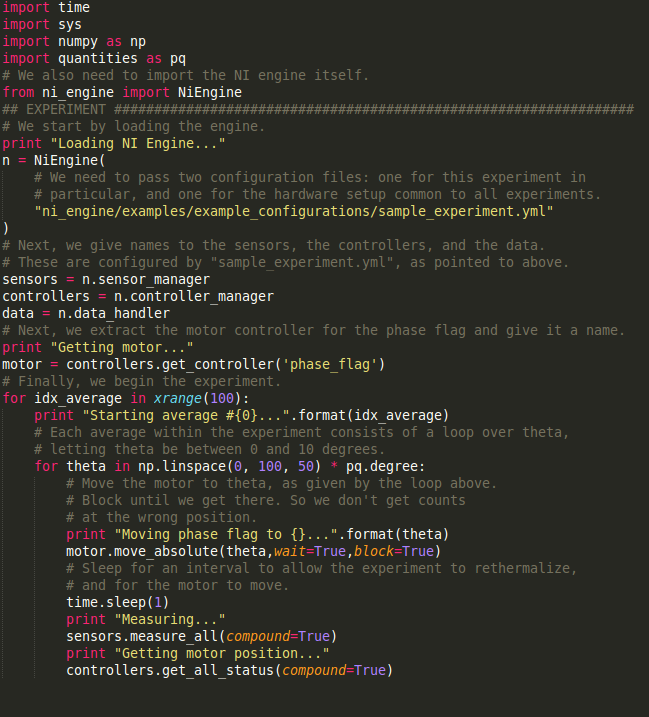 import time
import sys
import numpy as np
import quantities as pq
# We also need to import the NI engine itself.
from ni_engine import NiEngine
## EXPERIMENT #################################################################
# We start by loading the engine.
print "Loading NI Engine..."
n = NiEngine(
    # We need to pass two configuration files: one for this experiment in
    # particular, and one for the hardware setup common to all experiments.
    "ni_engine/examples/example_configurations/sample_experiment.yml"
)
# Next, we give names to the sensors, the controllers, and the data.
# These are configured by "sample_experiment.yml", as pointed to above.
sensors = n.sensor_manager
controllers = n.controller_manager
data = n.data_handler
# Next, we extract the motor controller for the phase flag and give it a name.
print "Getting motor..."
motor = controllers.get_controller('phase_flag')
# Finally, we begin the experiment.
for idx_average in xrange(100):
    print "Starting average #{0}...".format(idx_average)
    # Each average within the experiment consists of a loop over theta,
    # letting theta be between 0 and 10 degrees.
    for theta in np.linspace(0, 100, 50) * pq.degree:
        # Move the motor to theta, as given by the loop above.
        # Block until we get there. So we don't get counts
        # at the wrong position.
        print "Moving phase flag to {}...".format(theta)
        motor.move_absolute(theta,wait=True,block=True)
        # Sleep for an interval to allow the experiment to rethermalize,
        # and for the motor to move.
        time.sleep(1)
        print "Measuring..."
        sensors.measure_all(compound=True)
        print "Getting motor position..."
        controllers.get_all_status(compound=True)